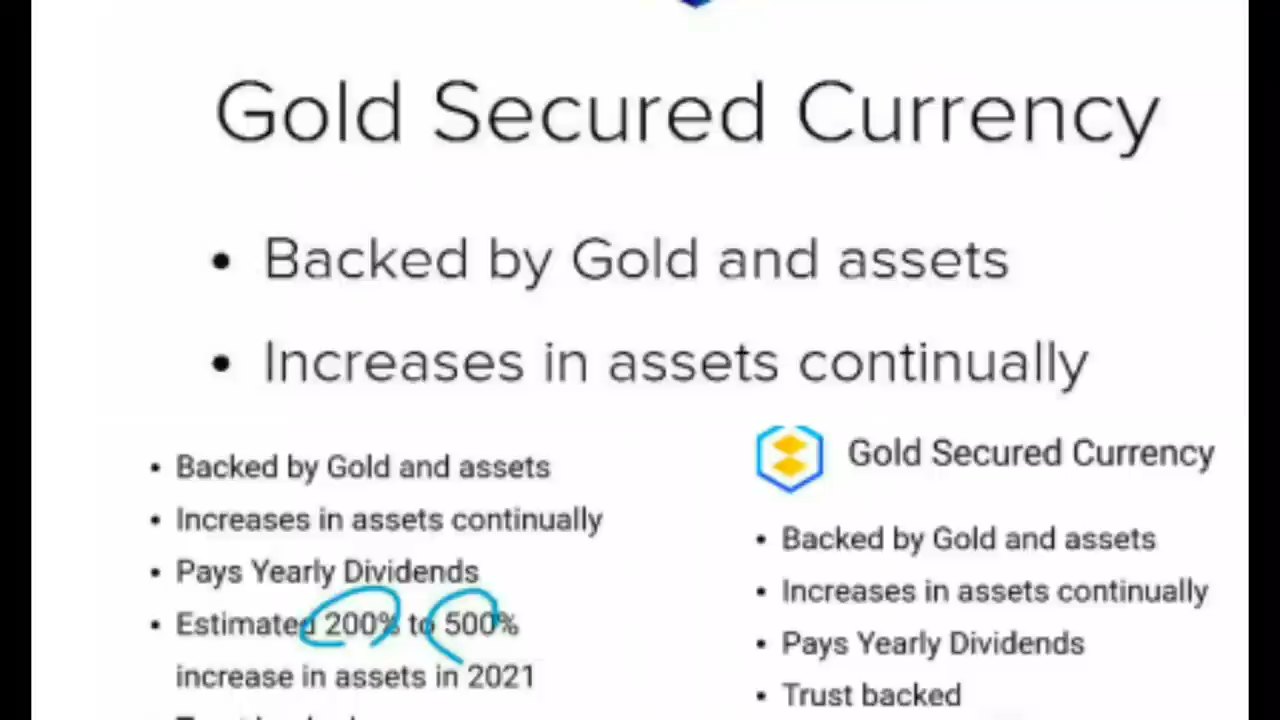 Gold Secured Currency
• Backed by Gold and assets
• Increases in assets continually
• Backed by Gold and assets
• Increases in assets continually
• Pays Yearly Dividends
• Estimated 200% to 500%
increase in assets in 2021
Gold Secured Currency
• Backed by Gold and assets
• Increases in assets continually
• Pays Yearly Dividends
• Trust backed